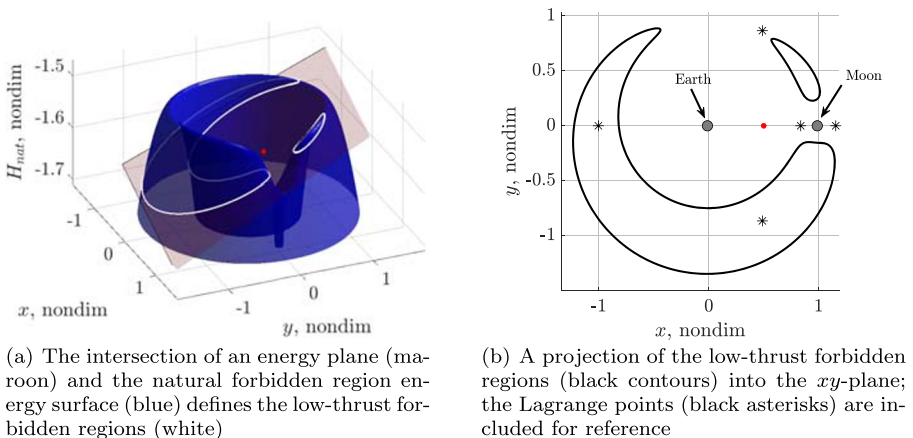 -1.5
-1.6
-1.7
H_nat, nondim
-1
0
1
x, nondim
-1
0
1
y, nondim
1
0.5
0
-0.5
-1
y, nondim
Earth
Moon
-1
0
1
x, nondim
(a) The intersection of an energy plane (ma-
roon) and the natural forbidden region en-
ergy surface (blue) defines the low-thrust for-
bidden regions (white)
(b) A projection of the low-thrust forbidden
regions (black contours) into the xy-plane;
the Lagrange points (black asterisks) are in-
cluded for reference